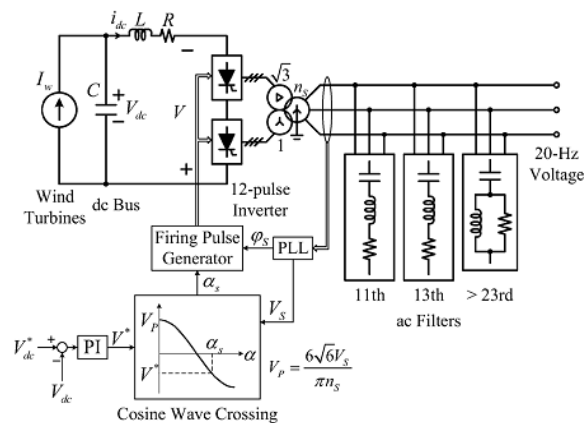 i_dc L R
−
I_w
C
+
V_dc
−
V
+
√3
n_S
1
Wind
Turbines
dc Bus
12-pulse
Inverter
20-Hz
Voltage
Firing Pulse
Generator
φ_S
PLL
11th
13th
> 23rd
ac Filters
α_s
V_S
V_dc^*
+
−
PI
V^*
V_dc
V_P
α_s
α
V^*
V_P = 6√6V_S / πn_S
Cosine Wave Crossing